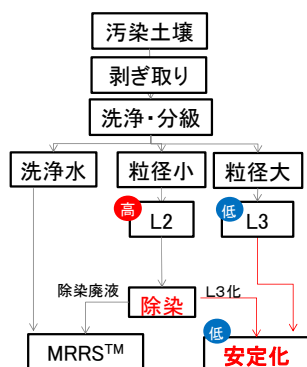 汚染土壌
剥ぎ取り
洗浄・分級
洗浄水 粒径小 粒径大
高 L2 低 L3
除染廃液 除染 L3化
低
MRRS™ 安定化